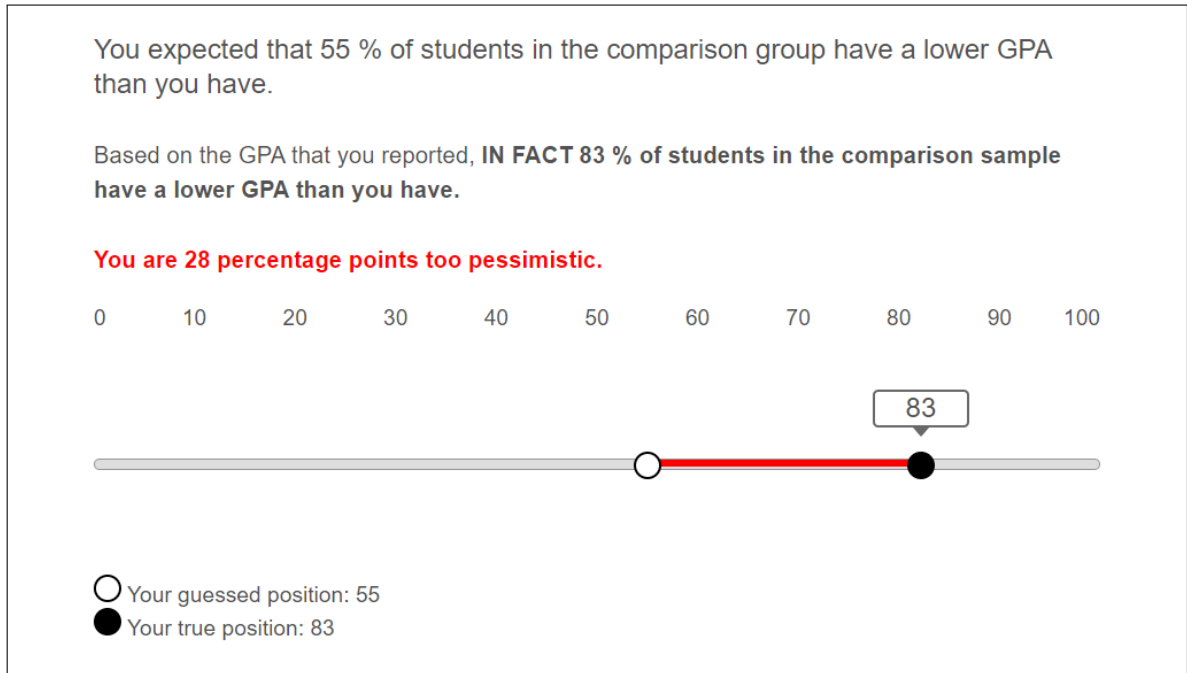 You expected that 55 % of students in the comparison group have a lower GPA
than you have.
Based on the GPA that you reported, IN FACT 83 % of students in the comparison sample
have a lower GPA than you have.
You are 28 percentage points too pessimistic.
0 10 20 30 40 50 60 70 80 90 100
83
Your guessed position: 55
Your true position: 83